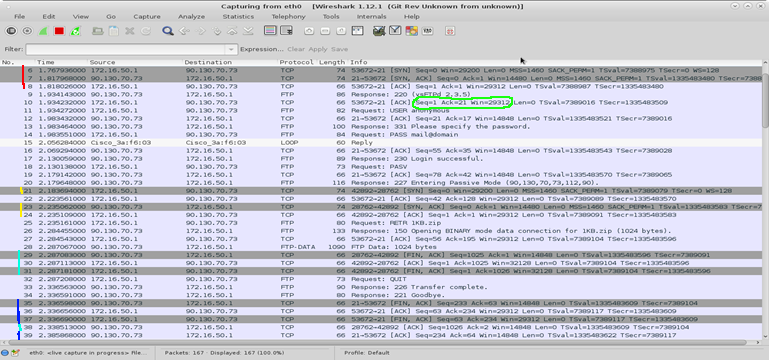 Capturing from eth0 [Wireshark 1.12.1 (Git Rev Unknown from unknown)]
File Edit View Go Capture Analyze Statistics Telephony Tools Internals Help
Filter: Expression... Clear Apply Save
No. Time Source Destination Protocol Length Info
6 1.767936000 172.16.50.1 90.130.70.73 TCP 74 53672→21 [SYN] Seq=0 Win=29200 Len=0 MSS=1460 SACK_PERM=1 TSval=7388975 TSecr=0 WS=128
7 1.817968000 90.130.70.73 172.16.50.1 TCP 74 21→53672 [SYN, ACK] Seq=0 Ack=1 Win=14480 Len=0 MSS=1460 SACK_PERM=1 TSval=1335483480
8 1.818026000 172.16.50.1 90.130.70.73 TCP 66 53672→21 [ACK] Seq=1 Ack=1 Win=29312 Len=0 TSval=7388987 TSecr=1335483480
9 1.934142000 90.130.70.73 172.16.50.1 FTP 86 Response: 220 (vsFTPd 2.3.5)
10 1.934232000 172.16.50.1 90.130.70.73 TCP 66 53672→21 [ACK] Seq=1 Ack=21 Win=29312 Len=0 TSval=7389016 TSecr=1335483509
11 1.934272000 172.16.50.1 90.130.70.73 FTP 82 Request: USER anonymous
12 1.983434000 90.130.70.73 172.16.50.1 TCP 66 21→53672 [ACK] Seq=21 Ack=17 Win=14848 Len=0 TSval=1335483521 TSecr=7389016
13 1.983464000 90.130.70.73 172.16.50.1 FTP 100 Response: 331 Please specify the password.
14 1.983551000 172.16.50.1 90.130.70.73 FTP 84 Request: PASS mail@domain
15 2.056284000 Cisco_3a:f6:03 Cisco_3a:f6:03 LOOP 60 Reply
16 2.069294000 90.130.70.73 172.16.50.1 TCP 66 21→53672 [ACK] Seq=55 Ack=35 Win=14848 Len=0 TSval=1335483543 TSecr=7389028
17 2.130059000 90.130.70.73 172.16.50.1 FTP 89 Response: 230 Login successful.
18 2.130138000 172.16.50.1 90.130.70.73 FTP 72 Request: PASV
19 2.179142000 90.130.70.73 172.16.50.1 TCP 66 21→53672 [ACK] Seq=78 Ack=42 Win=14848 Len=0 TSval=1335483570 TSecr=7389065
20 2.179548000 90.130.70.73 172.16.50.1 FTP 116 Response: 227 Entering Passive Mode (90,130,70,73,112,90).
21 172.16.50.1 90.130.70.73 TCP 74 42892→28762 [SYN] Seq=0 Win=29200 Len=0 MSS=1460 SACK_PERM=1 TSval=7389079 TSecr=0 WS=128
22 2.223561000 172.16.50.1 90.130.70.73 TCP 66 53672→21 [ACK] Seq=42 Ack=128 Win=29312 Len=0 TSval=7389089 TSecr=1335483570
23 90.130.70.73 172.16.50.1 TCP 74 28762→42892 [SYN, ACK] Seq=0 Ack=1 Win=14480 Len=0 MSS=1460 SACK_PERM=1 TSval=1335483583
24 2.235109000 172.16.50.1 90.130.70.73 TCP 66 42892→28762 [ACK] Seq=1 Ack=1 Win=29312 Len=0 TSval=7389091 TSecr=1335483583
25 2.235161000 172.16.50.1 90.130.70.73 FTP 80 Request: RETR 1KB.zip
26 2.284455000 90.130.70.73 172.16.50.1 FTP 133 Response: 150 Opening BINARY mode data connection for 1KB.zip (1024 bytes).
27 2.284543000 172.16.50.1 90.130.70.73 TCP 66 53672→21 [ACK] Seq=56 Ack=195 Win=29312 Len=0 TSval=7389104 TSecr=1335483596
28 2.287067000 90.130.70.73 172.16.50.1 FTP-DATA 1090 FTP Data: 1024 bytes
29 2.287083000 90.130.70.73 172.16.50.1 TCP 66 28762→42892 [FIN, ACK] Seq=1025 Ack=1 Win=14848 Len=0 TSval=1335483596 TSecr=7389091
30 2.287111000 172.16.50.1 90.130.70.73 TCP 66 42892→28762 [ACK] Seq=1 Ack=1025 Win=32128 Len=0 TSval=7389104 TSecr=1335483596
31 2.287181000 172.16.50.1 90.130.70.73 TCP 66 42892→28762 [FIN, ACK] Seq=1 Ack=1026 Win=32128 Len=0 TSval=7389104 TSecr=1335483596
32 2.287208000 172.16.50.1 90.130.70.73 FTP 72 Request: QUIT
33 2.336563000 90.130.70.73 172.16.50.1 FTP 90 Response: 226 Transfer complete.
34 2.336591000 90.130.70.73 172.16.50.1 FTP 80 Response: 221 Goodbye.
35 90.130.70.73 172.16.50.1 TCP 66 21→53672 [FIN, ACK] Seq=233 Ack=63 Win=14848 Len=0 TSval=1335483609 TSecr=7389104
36 2.336654000 172.16.50.1 90.130.70.73 TCP 66 53672→21 [ACK] Seq=63 Ack=233 Win=29312 Len=0 TSval=7389117 TSecr=1335483609
37 172.16.50.1 90.130.70.73 TCP 66 53672→21 [FIN, ACK] Seq=63 Ack=234 Win=29312 Len=0 TSval=7389117 TSecr=1335483609
38 2.338513000 90.130.70.73 172.16.50.1 TCP 66 28762→42892 [ACK] Seq=1026 Ack=2 Win=14848 Len=0 TSval=1335483609 TSecr=7389104
39 2.385868000 90.130.70.73 172.16.50.1 TCP 66 21→53672 [ACK] Seq=234 Ack=64 Win=14848 Len=0 TSval=1335483622 TSecr=7389117
eth0: <live capture in progress> File... Packets: 167 · Displayed: 167 (100.0%) Profile: Default